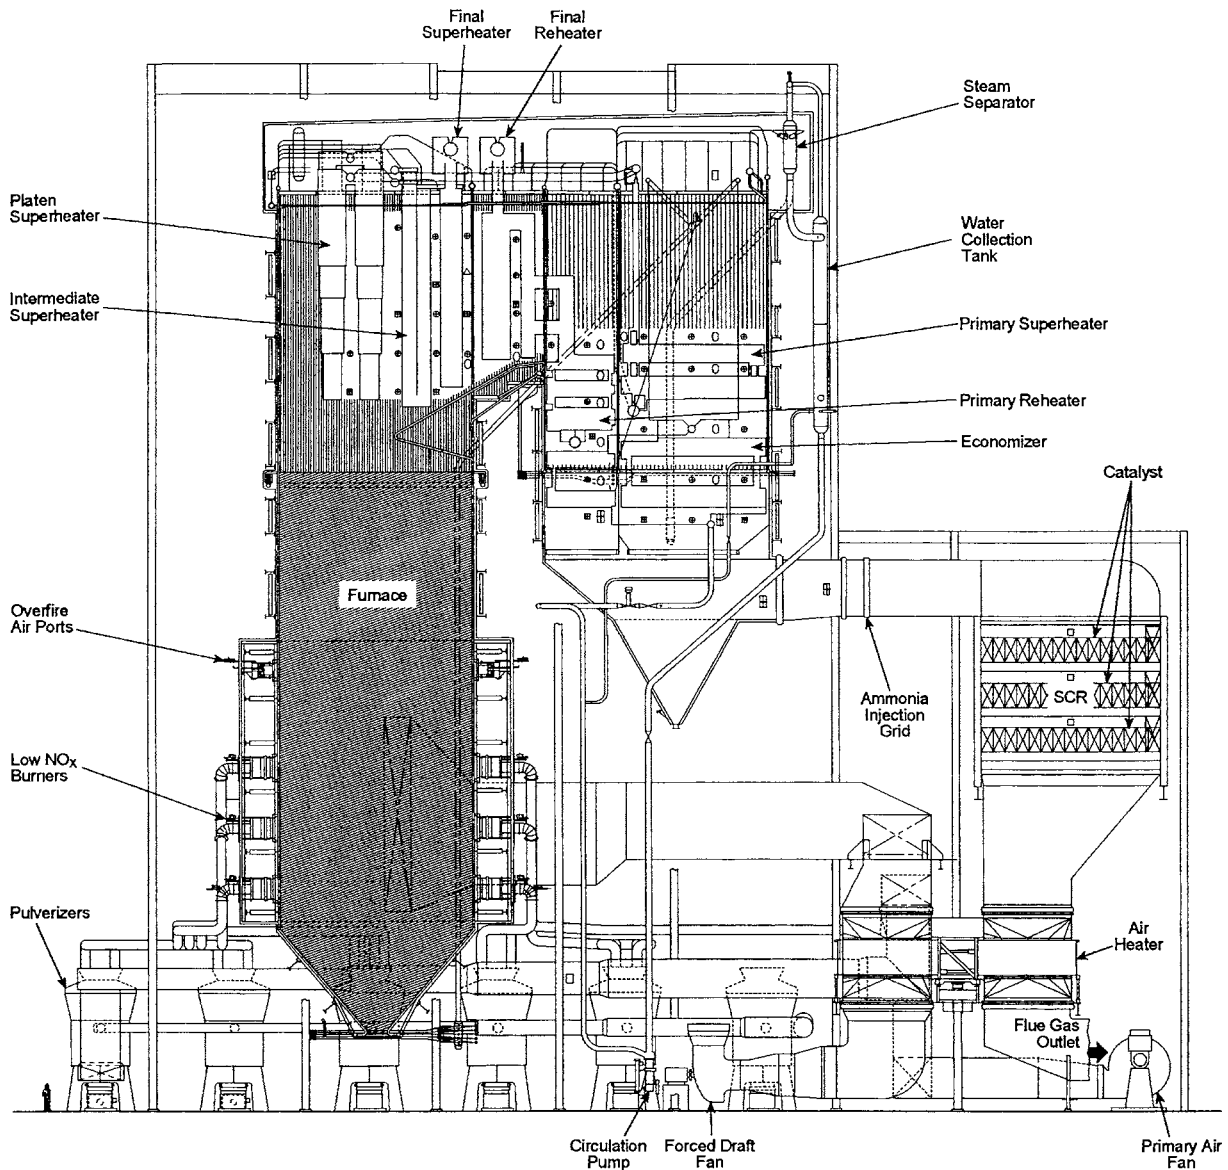 Final
Superheater
Final
Reheater
Steam
Separator
Platen
Superheater
Water
Collection
Tank
Intermediate
Superheater
Primary Superheater
Primary Reheater
Economizer
Catalyst
Furnace
Overfire
Air Ports
Ammonia
Injection
Grid
SCR
Low NOx
Burners
Pulverizers
Air
Heater
Flue Gas
Outlet
Circulation
Pump
Forced Draft
Fan
Primary Air
Fan